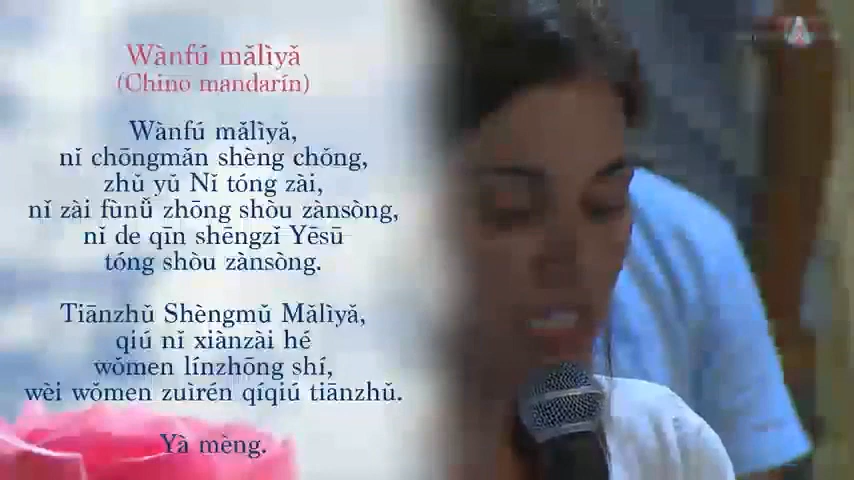 Wànfú mǎlìyǎ
(Chino mandarín)
Wànfú mǎlìyǎ,
nǐ chōngmǎn shèng chǒng,
zhǔ yǔ Nǐ tóng zài,
nǐ zài fùnǚ zhōng shòu zànsòng,
nǐ de qīn shēngzǐ Yēsū
tóng shòu zànsòng.
Tiānzhǔ Shèngmǔ Mǎlìyǎ,
qiú nǐ xiànzài hé
wǒmen línzhōng shí,
wèi wǒmen zuìrén qíqiú tiānzhǔ.
Yà mèng.